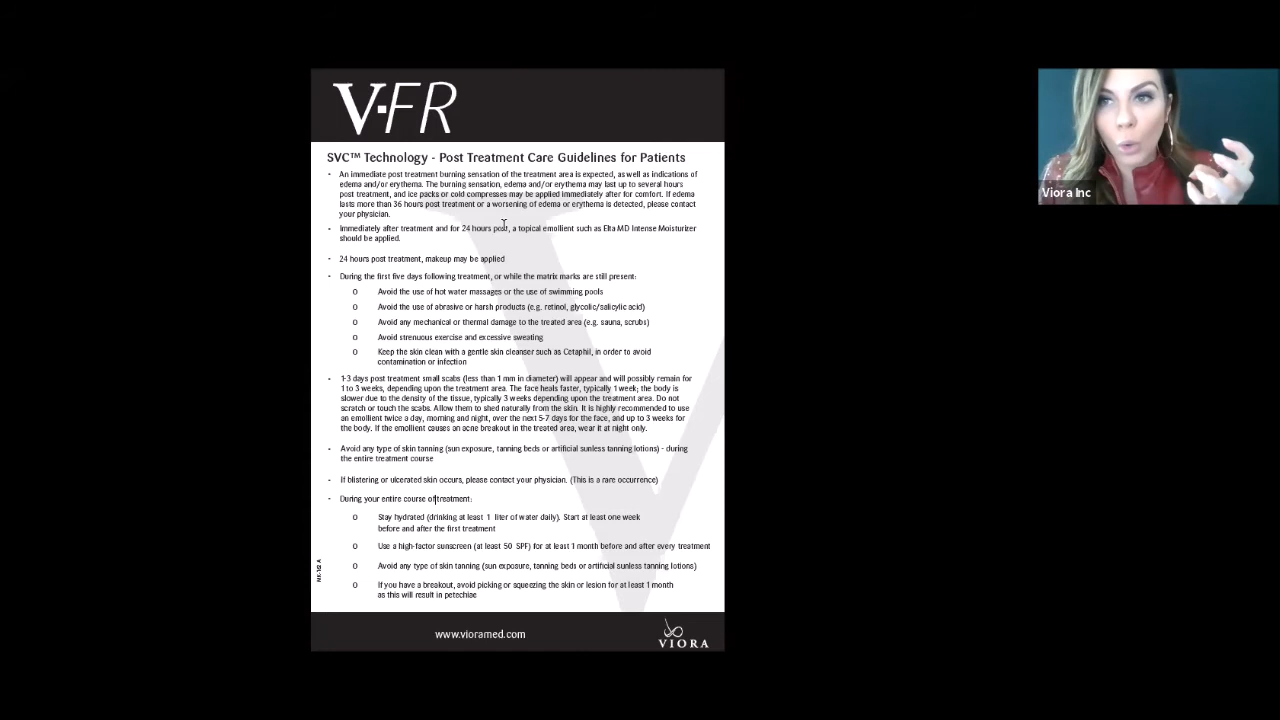 V·FR
SVC™ Technology - Post Treatment Care Guidelines for Patients
- An immediate post treatment burning sensation of the treatment area is expected, as well as indications of
edema and/or erythema. The burning sensation, edema and/or erythema may last up to several hours
post treatment, and ice packs or cold compresses may be applied immediately after for comfort. If edema
lasts more than 36 hours post treatment or a worsening of edema or erythema is detected, please contact
your physician.
- Immediately after treatment and for 24 hours post, a topical emollient such as Elta MD Intense Moisturizer
should be applied.
- 24 hours post treatment, makeup may be applied
- During the first five days following treatment, or while the matrix marks are still present:
o Avoid the use of hot water massages or the use of swimming pools
o Avoid the use of abrasive or harsh products (e.g. retinol, glycolic/salicylic acid)
o Avoid any mechanical or thermal damage to the treated area (e.g. sauna, scrubs)
o Avoid strenuous exercise and excessive sweating
o Keep the skin clean with a gentle skin cleanser such as Cetaphil, in order to avoid
contamination or infection
- 1-3 days post treatment small scabs (less than 1 mm in diameter) will appear and will possibly remain for
1 to 3 weeks, depending upon the treatment area. The face heals faster, typically 1 week; the body is
slower due to the density of the tissue, typically 3 weeks depending upon the treatment area. Do not
scratch or touch the scabs. Allow them to shed naturally from the skin. It is highly recommended to use
an emollient twice a day, morning and night, over the next 5-7 days for the face, and up to 3 weeks for
the body. If the emollient causes an acne breakout in the treated area, wear it at night only.
- Avoid any type of skin tanning (sun exposure, tanning beds or artificial sunless tanning lotions) - during
the entire treatment course
- If blistering or ulcerated skin occurs, please contact your physician. (This is a rare occurrence)
- During your entire course of treatment:
o Stay hydrated (drinking at least 1 liter of water daily). Start at least one week
before and after the first treatment
o Use a high-factor sunscreen (at least 50 SPF) for at least 1 month before and after every treatment
o Avoid any type of skin tanning (sun exposure, tanning beds or artificial sunless tanning lotions)
o If you have a breakout, avoid picking or squeezing the skin or lesion for at least 1 month
as this will result in petechiae
www.vioramed.com
VIORA
Viora Inc